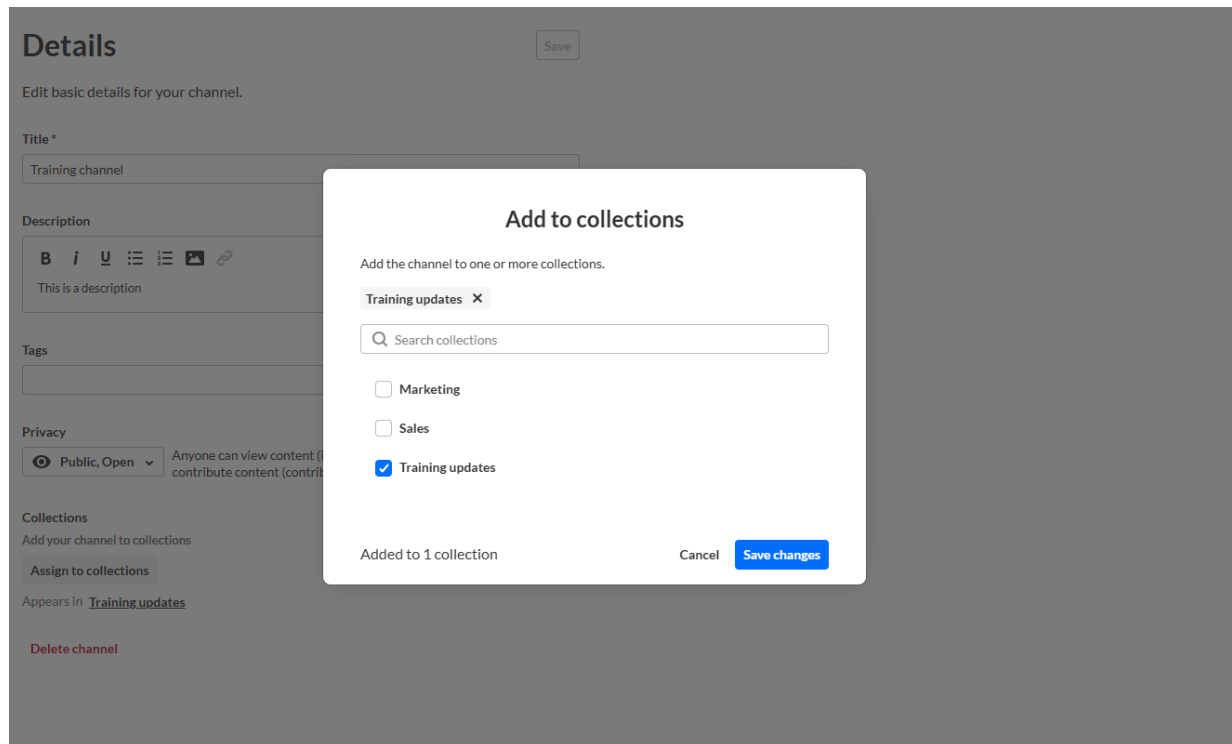 Details
Save
Edit basic details for your channel.
Title *
Training channel
Description
B i U
This is a description
Tags
Privacy
Public, Open
Anyone can view content (
contribute content (contrib
Collections
Add your channel to collections
Assign to collections
Appears in Training updates
Delete channel
Add to collections
Add the channel to one or more collections.
Training updates
Search collections
Marketing
Sales
Training updates
Added to 1 collection
Cancel
Save changes